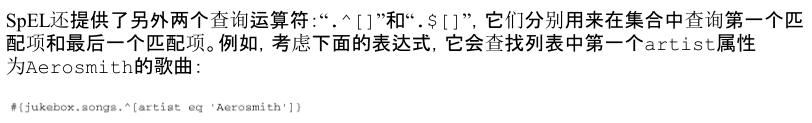 SpEL还提供了另外两个查询运算符：“.^[]”和“.$[]”，它们分别用来在集合中查询第一个匹
配项和最后一个匹配项。例如，考虑下面的表达式，它会查找列表中第一个artist属性
为Aerosmith的歌曲：
#{jukebox.songs.^[artist eq 'Aerosmith']}